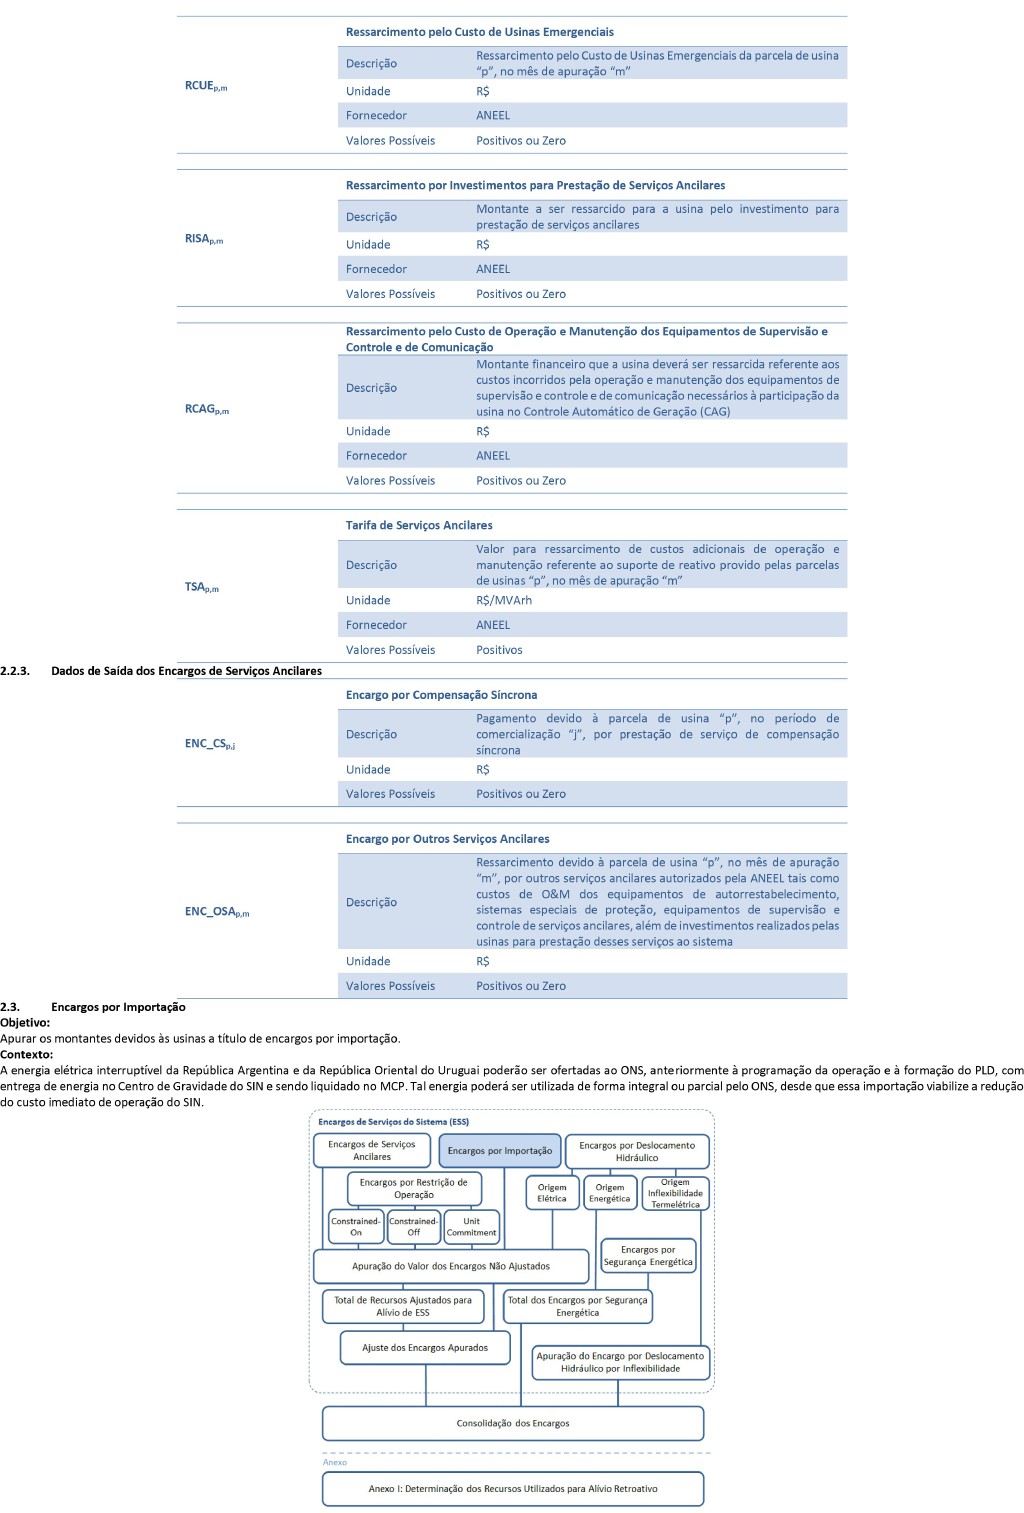 Ressarcimento pelo Custo de Usinas Emergenciais
Descrição
Ressarcimento pelo Custo de Usinas Emergenciais da parcela de usina
“p”, no mês de apuração “m”
RCUEp,m
Unidade
R$
Fornecedor
ANEEL
Valores Possíveis
Positivos ou Zero
Ressarcimento por Investimentos para Prestação de Serviços Ancilares
Descrição
Montante a ser ressarcido para a usina pelo investimento para
prestação de serviços ancilares
RISAp,m
Unidade
R$
Fornecedor
ANEEL
Valores Possíveis
Positivos ou Zero
Ressarcimento pelo Custo de Operação e Manutenção dos Equipamentos de Supervisão e
Controle e de Comunicação
Descrição
Montante financeiro que a usina deverá ser ressarcida referente aos
custos incorridos pela operação e manutenção dos equipamentos de
supervisão e controle e de comunicação necessários à participação da
usina no Controle Automático de Geração (CAG)
RCAGp,m
Unidade
R$
Fornecedor
ANEEL
Valores Possíveis
Positivos ou Zero
Tarifa de Serviços Ancilares
Descrição
Valor para ressarcimento de custos adicionais de operação e
manutenção referente ao suporte de reativo provido pelas parcelas
de usinas “p”, no mês de apuração “m”
TSAp,m
Unidade
R$/MVArh
Fornecedor
ANEEL
Valores Possíveis
Positivos
2.2.3. Dados de Saída dos Encargos de Serviços Ancilares
Encargo por Compensação Síncrona
Descrição
Pagamento devido à parcela de usina “p”, no período de
comercialização “j”, por prestação de serviço de compensação
síncrona
ENC_CSp,j
Unidade
R$
Valores Possíveis
Positivos ou Zero
Encargo por Outros Serviços Ancilares
Descrição
Ressarcimento devido à parcela de usina “p”, no mês de apuração
“m”, por outros serviços ancilares autorizados pela ANEEL tais como
custos de O&M dos equipamentos de autorrestabelecimento,
sistemas especiais de proteção, equipamentos de supervisão e
controle de serviços ancilares, além de investimentos realizados pelas
usinas para prestação desses serviços ao sistema
ENC_OSAp,m
Unidade
R$
Valores Possíveis
Positivos ou Zero
2.3. Encargos por Importação
Objetivo:
Apurar os montantes devidos às usinas a título de encargos por importação.
Contexto:
A energia elétrica interruptível da República Argentina e da República Oriental do Uruguai poderão ser ofertadas ao ONS, anteriormente à programação da operação e à formação do PLD, com
entrega de energia no Centro de Gravidade do SIN e sendo liquidado no MCP. Tal energia poderá ser utilizada de forma integral ou parcial pelo ONS, desde que essa importação viabilize a redução
do custo imediato de operação do SIN.
Encargos de Serviços do Sistema (ESS)
Encargos de Serviços
Ancilares
Encargos por Importação
Encargos por Deslocamento
Hidráulico
Encargos por Restrição de
Operação
Origem
Elétrica
Origem
Energética
Origem
Inflexibilidade
Termelétrica
Constrained-
On
Constrained-
Off
Unit
Commitment
Encargos por
Segurança Energética
Apuração do Valor dos Encargos Não Ajustados
Total de Recursos Ajustados para
Alívio de ESS
Total dos Encargos por Segurança
Energética
Ajuste dos Encargos Apurados
Apuração do Encargo por Deslocamento
Hidráulico por Inflexibilidade
Consolidação dos Encargos
Anexo
Anexo I: Determinação dos Recursos Utilizados para Alívio Retroativo